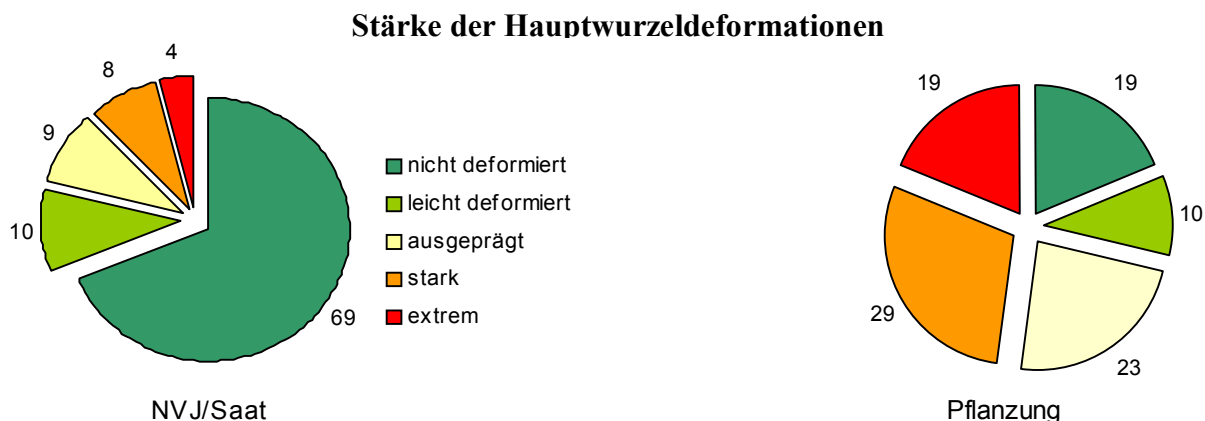 Stärke der Hauptwurzeldeformationen
4
8
9
10
69
nicht deformiert
leicht deformiert
ausgeprägt
stark
extrem
NVJ/Saat
19
19
10
29
23
Pflanzung